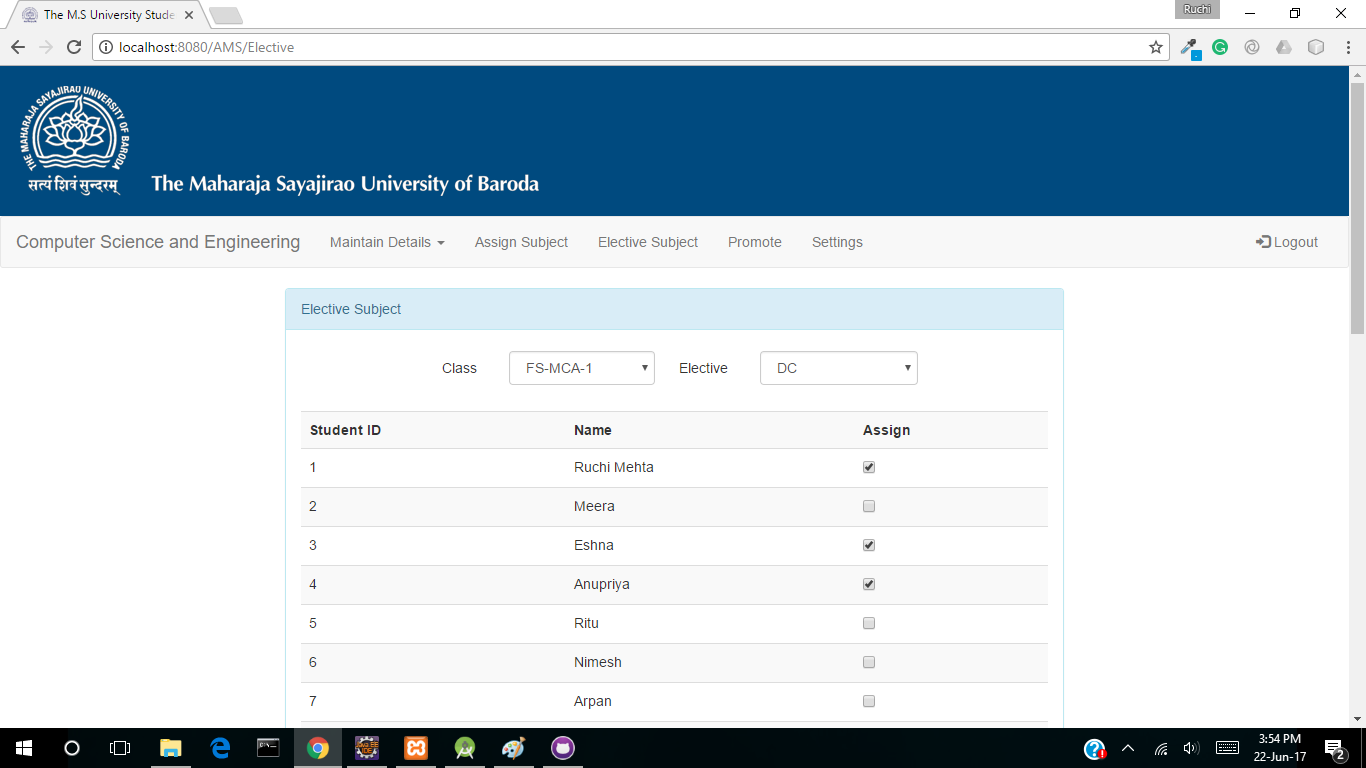 The M.S University Stude
Ruchi
localhost:8080/AMS/Elective
THE MAHARAJA SAYAJIRAO UNIVERSITY OF BARODA
सत्यं शिवं सुन्दरम्
The Maharaja Sayajirao University of Baroda
Computer Science and Engineering Maintain Details Assign Subject Elective Subject Promote Settings Logout
Elective Subject
Class FS-MCA-1 Elective DC
Student ID Name Assign
1 Ruchi Mehta
2 Meera
3 Eshna
4 Anupriya
5 Ritu
6 Nimesh
7 Arpan
3:54 PM
22-Jun-17
2